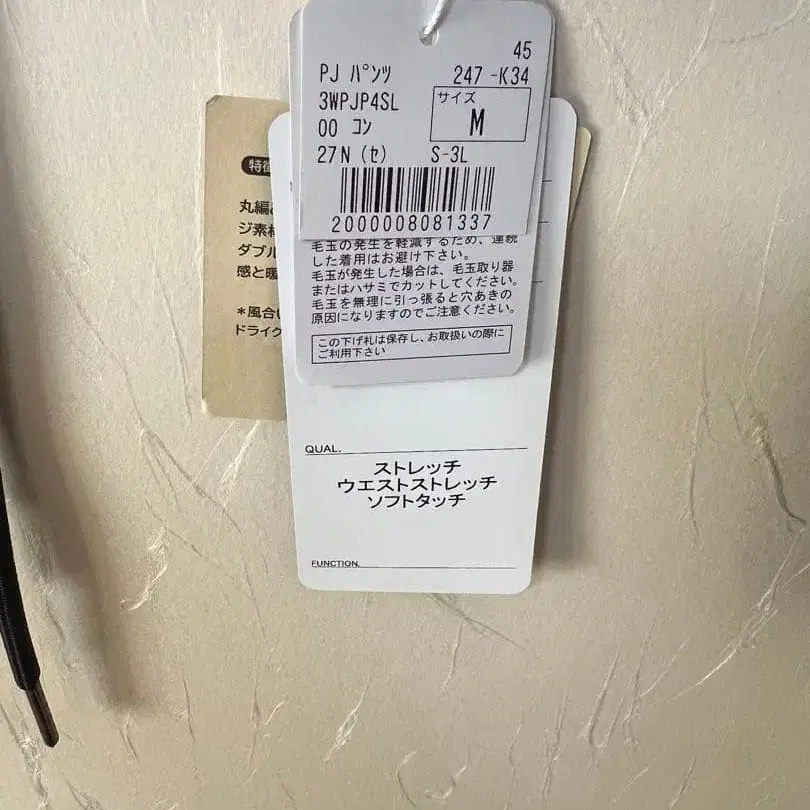 45
PJ パンツ 247 -K34
3WPJP4SL
サイズ
M
00 コン
27N (セ) S-3L
2000008081337
毛玉の発生を軽減するため、連続
した着用はお避け下さい。
毛玉が発生した場合は、毛玉取り器
またはハサミでカットしてください。
毛玉を無理に引っ張ると穴あきの
原因になりますのでご注意ください。
この下げ札は保存し、お取扱いの際に
ご利用下さい
特徴
丸編み
ジ素材
ダブル
感と暖
*風合い
ドライク
QUAL.
ストレッチ
ウエストストレッチ
ソフトタッチ
FUNCTION.